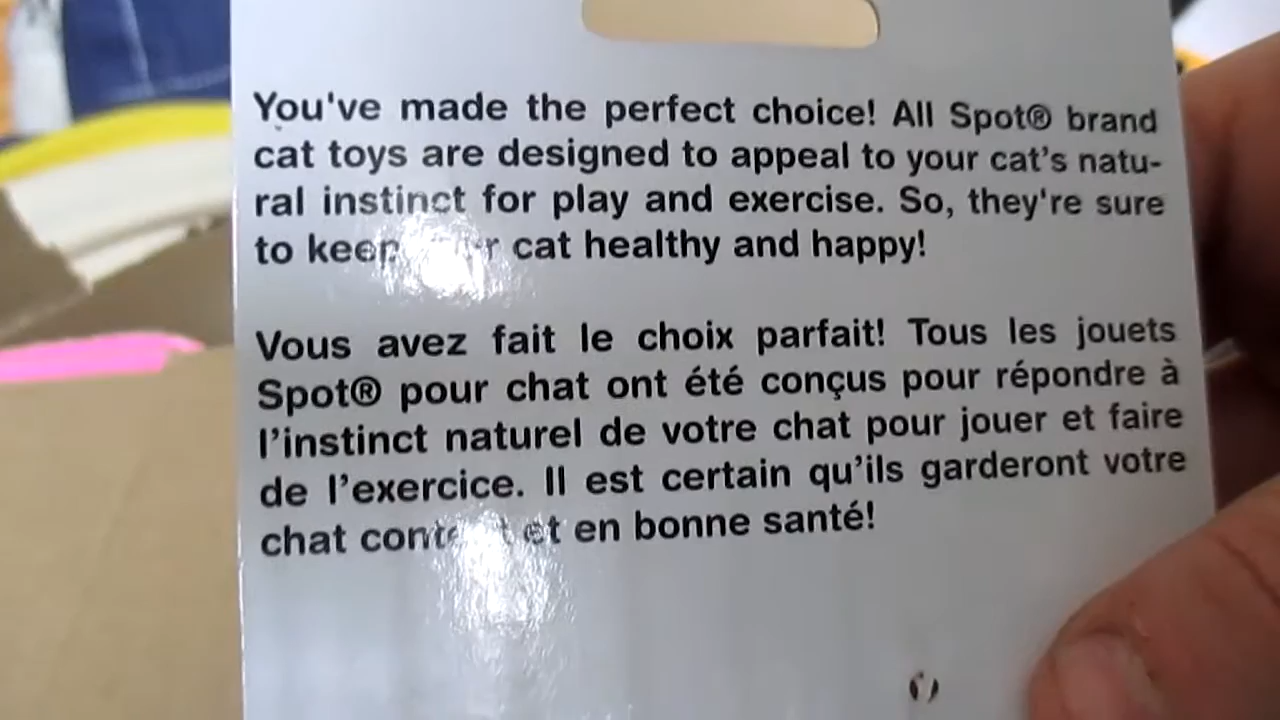 You've made the perfect choice! All Spot® brand
cat toys are designed to appeal to your cat's natu-
ral instinct for play and exercise. So, they're sure
to keep cat healthy and happy!
Vous avez fait le choix parfait! Tous les jouets
Spot® pour chat ont été conçus pour répondre à
l'instinct naturel de votre chat pour jouer et faire
de l'exercice. Il est certain qu'ils garderont votre
chat et en bonne santé!